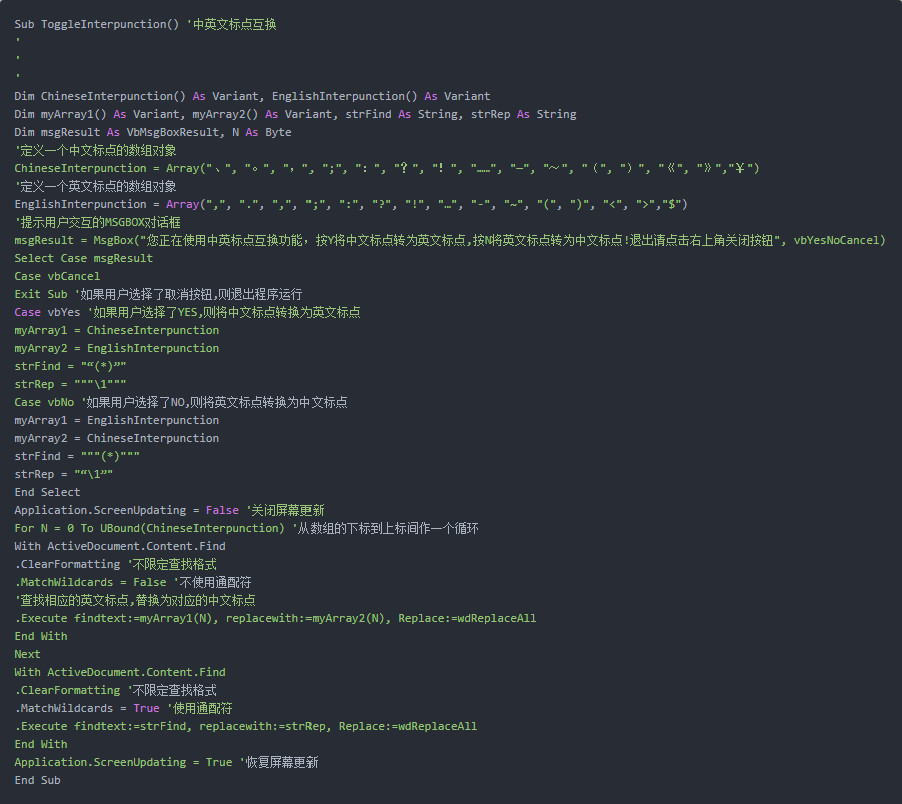 Sub ToggleInterpunction() '中英文标点互换
'
'
'
Dim ChineseInterpunction() As Variant, EnglishInterpunction() As Variant
Dim myArray1() As Variant, myArray2() As Variant, strFind As String, strRep As String
Dim msgResult As VbMsgBoxResult, N As Byte
'定义一个中文标点的数组对象
ChineseInterpunction = Array("、", "。", "，", "；", "：", "？", "！", "……", "—", "～", "（", "）", "《", "》","￥")
'定义一个英文标点的数组对象
EnglishInterpunction = Array(",", ".", ",", ";", ":", "?", "!", "…", "-", "~", "(", ")", "<", ">","$")
'提示用户交互的MSGBOX对话框
msgResult = MsgBox("您正在使用中英标点互换功能，按Y将中文标点转为英文标点,按N将英文标点转为中文标点!退出请点击右上角关闭按钮", vbYesNoCancel)
Select Case msgResult
Case vbCancel
Exit Sub '如果用户选择了取消按钮,则退出程序运行
Case vbYes '如果用户选择了YES,则将中文标点转换为英文标点
myArray1 = ChineseInterpunction
myArray2 = EnglishInterpunction
strFind = "“(*)”"
strRep = """\1"""
Case vbNo '如果用户选择了NO,则将英文标点转换为中文标点
myArray1 = EnglishInterpunction
myArray2 = ChineseInterpunction
strFind = """(*)"""
strRep = "“\1”"
End Select
Application.ScreenUpdating = False '关闭屏幕更新
For N = 0 To UBound(ChineseInterpunction) '从数组的下标到上标间作一个循环
With ActiveDocument.Content.Find
.ClearFormatting '不限定查找格式
.MatchWildcards = False '不使用通配符
'查找相应的英文标点,替换为对应的中文标点
.Execute findtext:=myArray1(N), replacewith:=myArray2(N), Replace:=wdReplaceAll
End With
Next
With ActiveDocument.Content.Find
.ClearFormatting '不限定查找格式
.MatchWildcards = True '使用通配符
.Execute findtext:=strFind, replacewith:=strRep, Replace:=wdReplaceAll
End With
Application.ScreenUpdating = True '恢复屏幕更新
End Sub